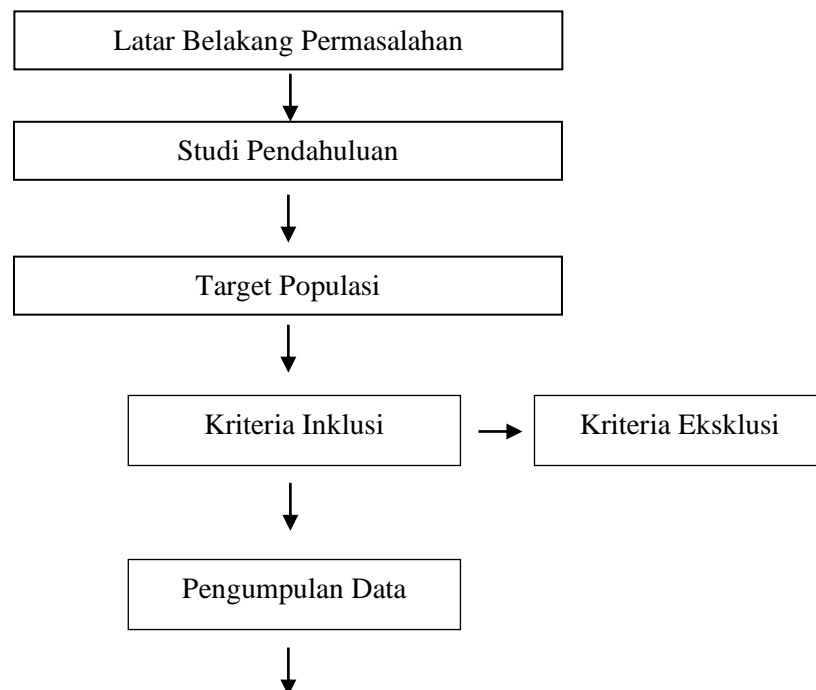 Latar Belakang Permasalahan
Studi Pendahuluan
Target Populasi
Kriteria Inklusi
Kriteria Eksklusi
Pengumpulan Data